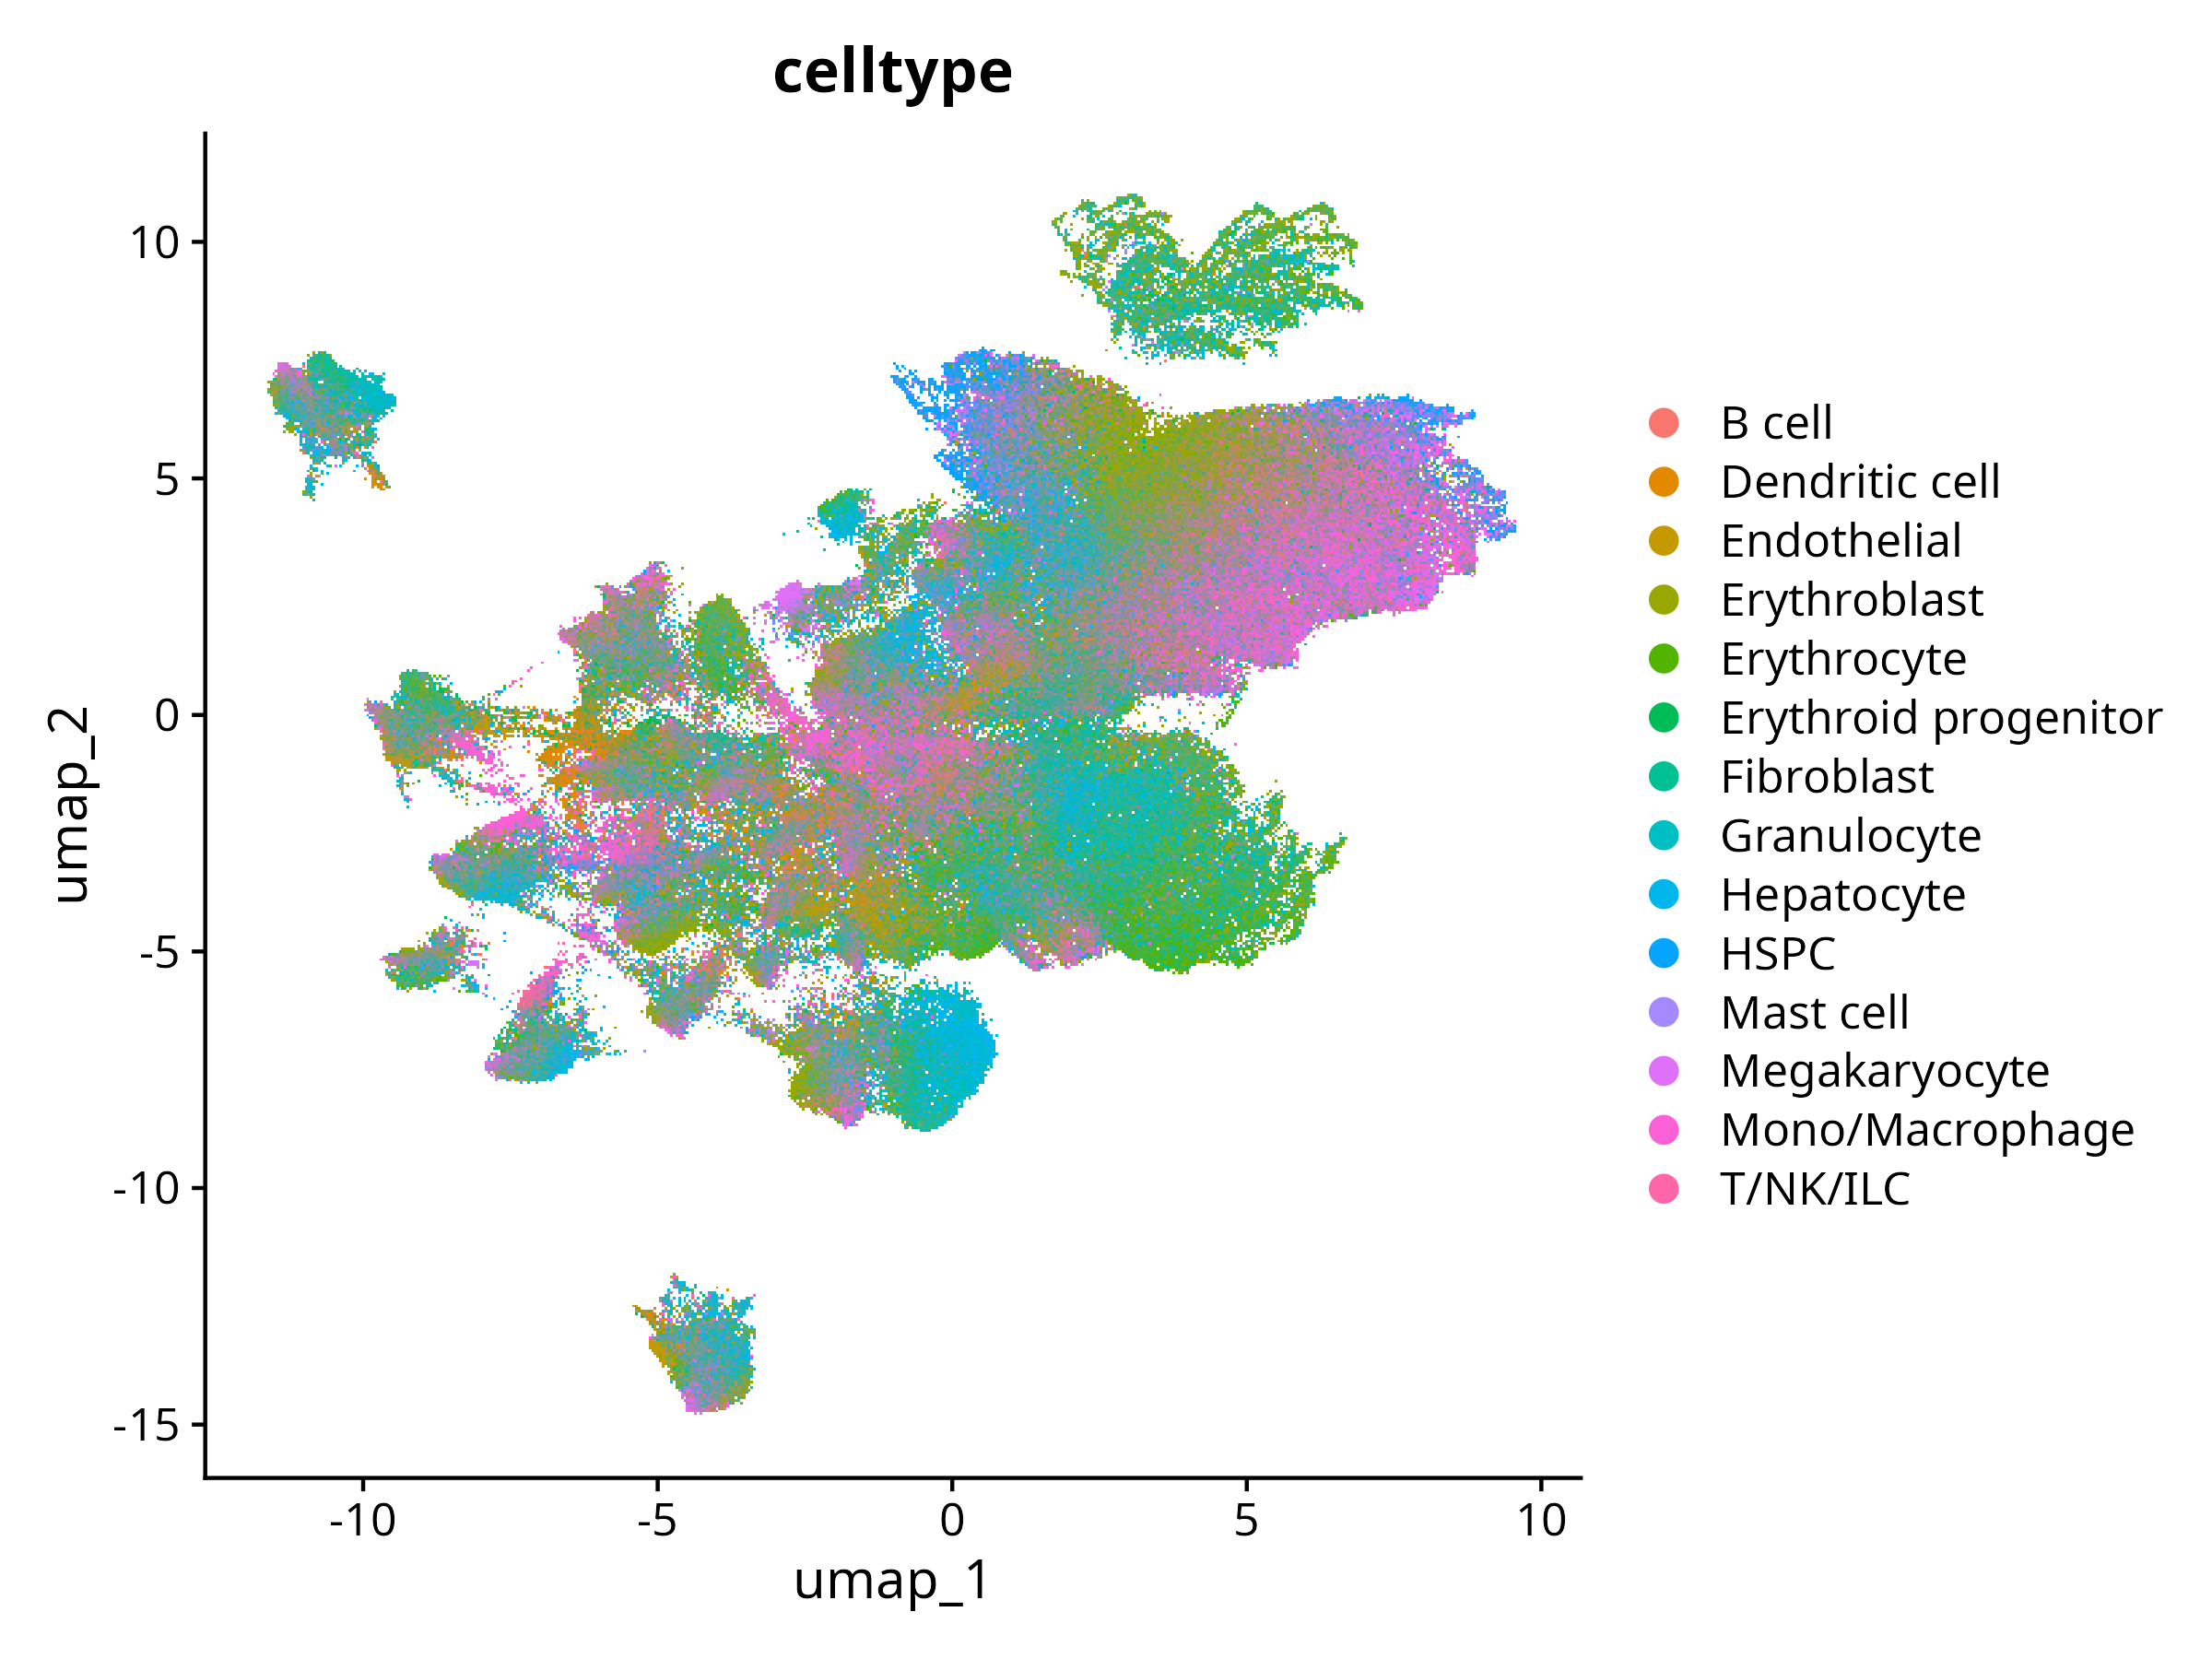 celltype
10
5
0
-5
-10
-15
umap_2
-10
-5
0
5
10
umap_1
B cell
Dendritic cell
Endothelial
Erythroblast
Erythrocyte
Erythroid progenitor
Fibroblast
Granulocyte
Hepatocyte
HSPC
Mast cell
Megakaryocyte
Mono/Macrophage
T/NK/ILC